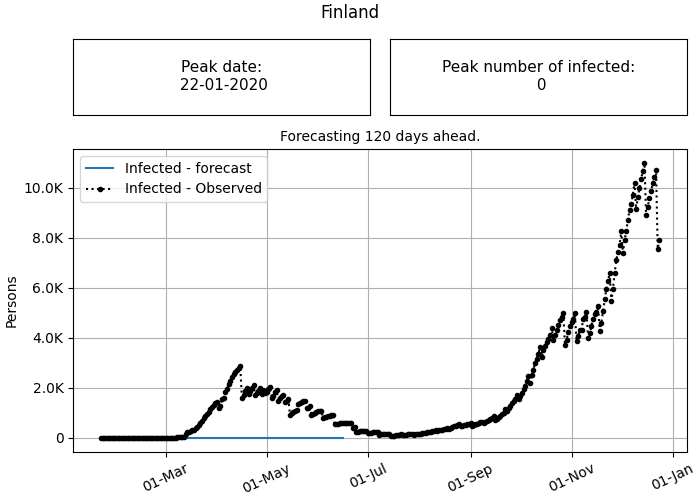 Finland
Peak date:
22-01-2020
Peak number of infected:
0
Forecasting 120 days ahead.
Infected - forecast
Infected - Observed
10.0K
8.0K
6.0K
4.0K
2.0K
0
Persons
01-Mar
01-May
01-Jul
01-Sep
01-Nov
01-Jan